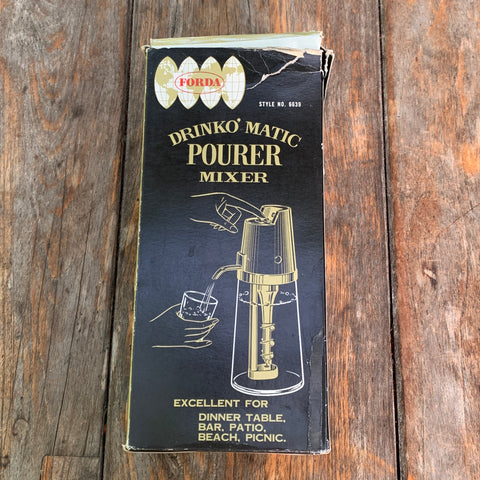 FORDA
STYLE NO. 6639
DRINKO' MATIC
POURER
MIXER
EXCELLENT FOR
DINNER TABLE,
BAR, PATIO,
BEACH, PICNIC.